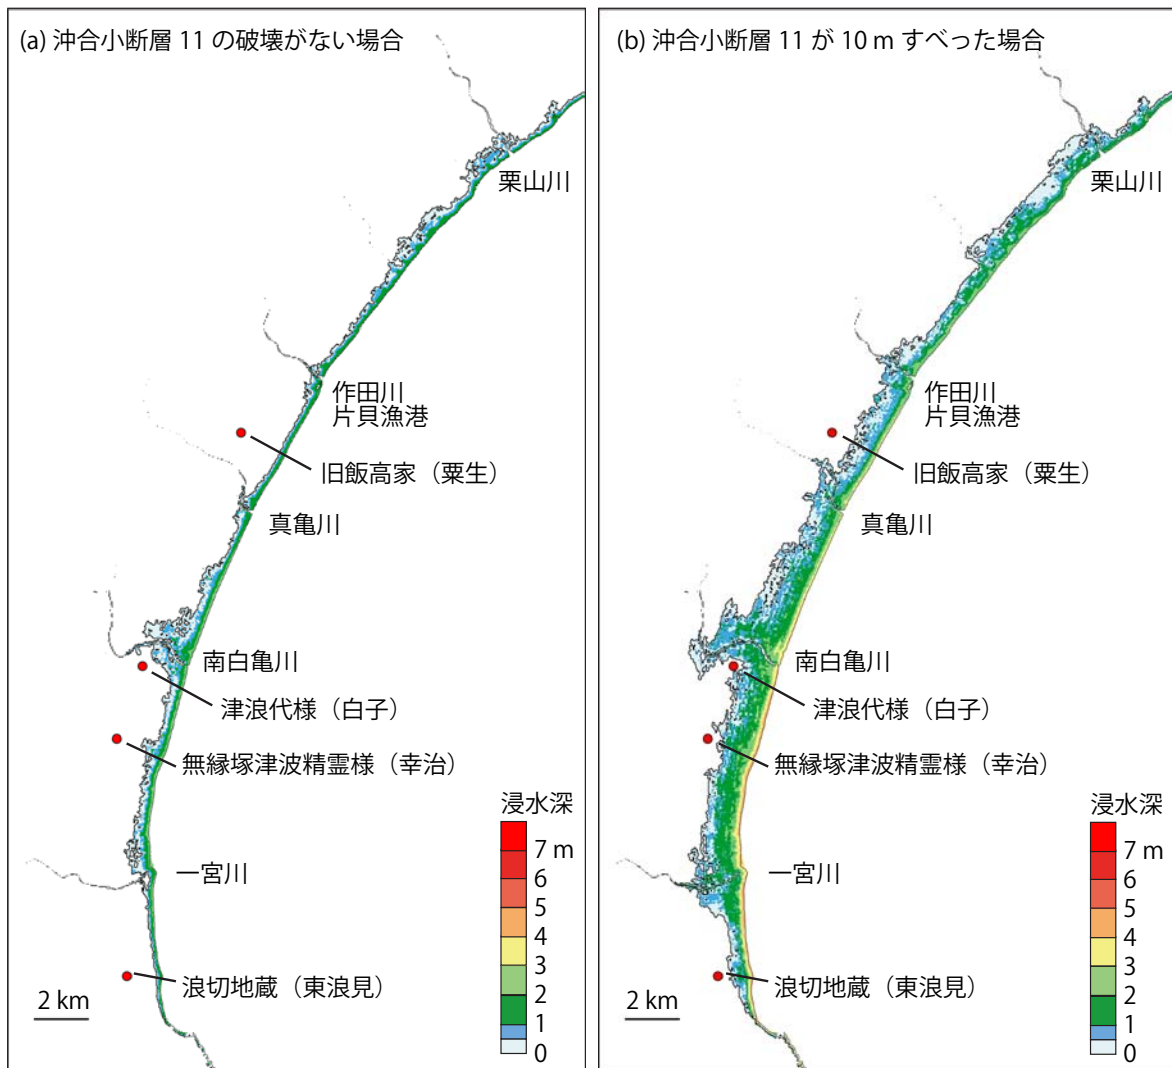 (a) 沖合小断層 11 の破壊がない場合
栗山川
作田川
片貝漁港
旧飯高家（粟生）
真亀川
南白亀川
津浪代様（白子）
無縁塚津波精霊様（幸治）
浸水深
7 m
6
5
4
3
2
1
0
一宮川
浪切地蔵（東浪見）
2 km
(b) 沖合小断層 11 が 10 m すべった場合
栗山川
作田川
片貝漁港
旧飯高家（粟生）
真亀川
南白亀川
津浪代様（白子）
無縁塚津波精霊様（幸治）
浸水深
7 m
6
5
4
3
2
1
0
一宮川
浪切地蔵（東浪見）
2 km